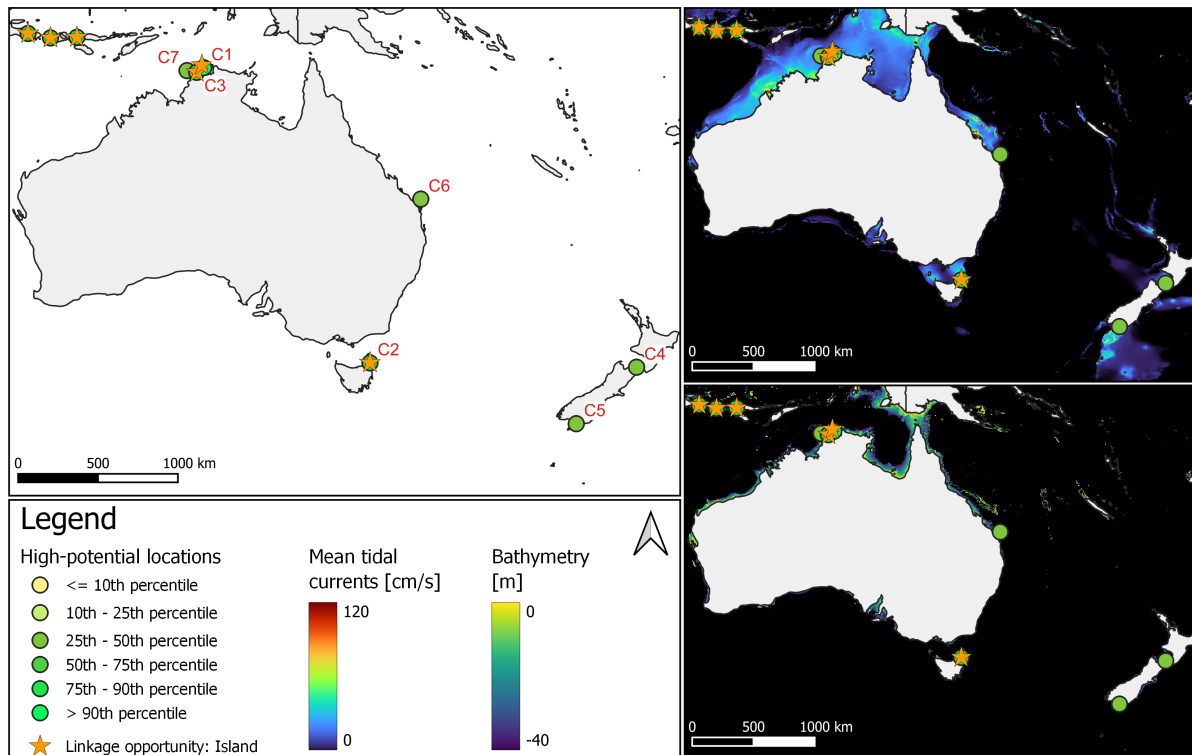 C7
C1
C3
C6
C2
C4
C5
0 500 1000 km
0 500 1000 km
0 500 1000 km
Legend
High-potential locations
<= 10th percentile
10th - 25th percentile
25th - 50th percentile
50th - 75th percentile
75th - 90th percentile
> 90th percentile
Linkage opportunity: Island
Mean tidal
currents [cm/s]
120
0
Bathymetry
[m]
0
-40